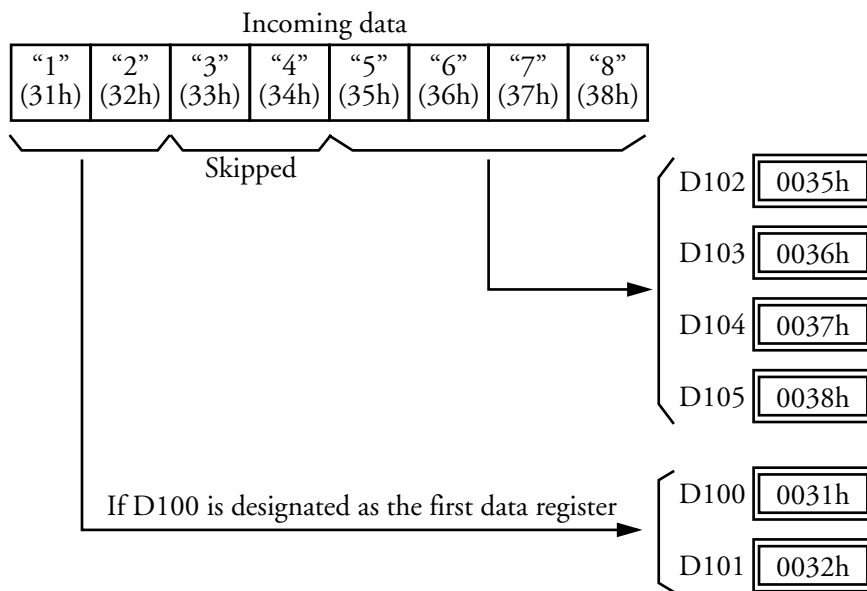 Incoming data
“1” “2” “3” “4” “5” “6” “7” “8”
(31h) (32h) (33h) (34h) (35h) (36h) (37h) (38h)
Skipped
D102 0035h
D103 0036h
D104 0037h
D105 0038h
If D100 is designated as the first data register
D100 0031h
D101 0032h